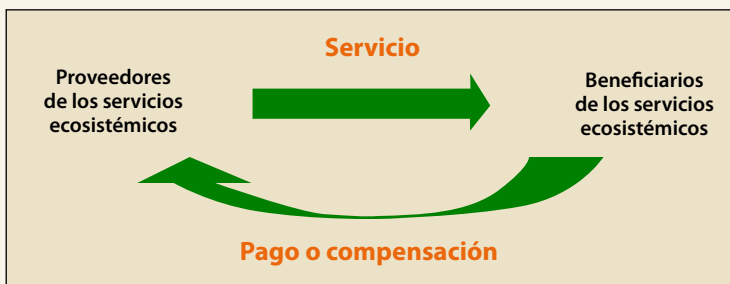 Servicio
Proveedores
de los servicios
ecosistémicos
Beneficiarios
de los servicios
ecosistémicos
Pago o compensación